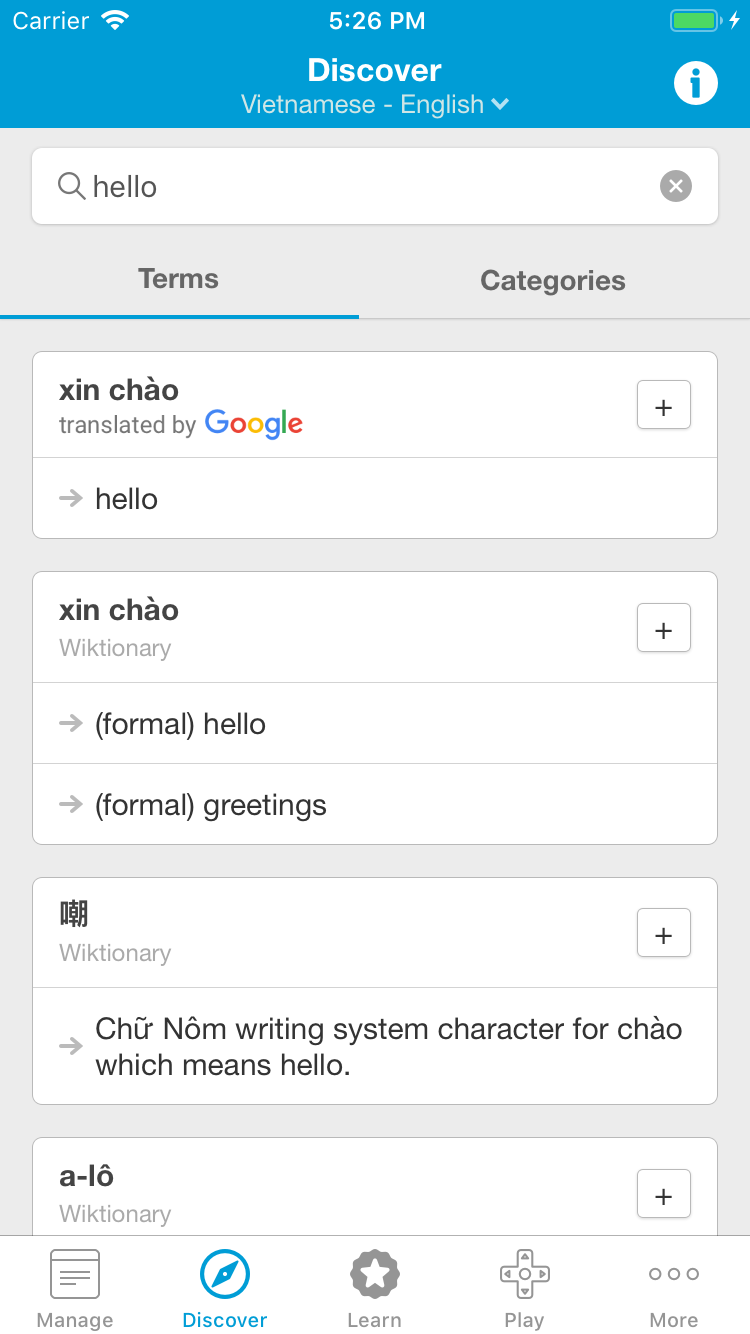 Carrier 5:26 PM
Discover
Vietnamese - English
hello
Terms Categories
xin chào
translated by Google
+
hello
xin chào
Wiktionary
+
(formal) hello
(formal) greetings
嘲
Wiktionary
+
Chữ Nôm writing system character for chào
which means hello.
a-lô
Wiktionary
+
Manage Discover Learn Play More